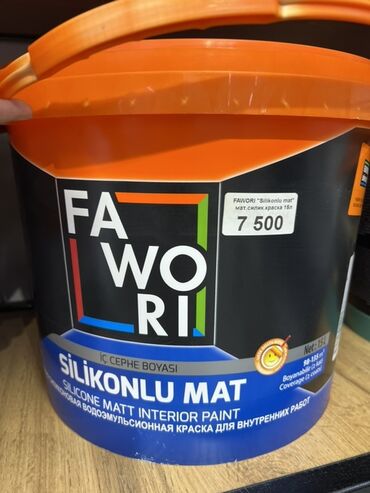 FA
WO
RI
FAWORI "Silikonlu mat"
мат.силик.краска 15л
7 500
İÇ CEPHE BOYASI
SİLİKONLU MAT
SILICONE MATT INTERIOR PAINT
ВОДОЭМУЛЬСИОННАЯ КРАСКА ДЛЯ ВНУТРЕННИХ РАБОТ
Boyanabilir
Coverage